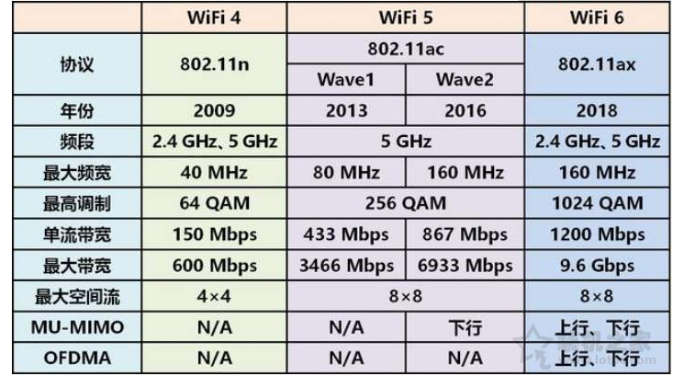 WiFi 4 WiFi 5 WiFi 6
协议 802.11n 802.11ac 802.11ax
Wave1 Wave2
年份 2009 2013 2016 2018
频段 2.4 GHz、5 GHz 5 GHz 2.4 GHz、5 GHz
最大频宽 40 MHz 80 MHz 160 MHz 160 MHz
最高调制 64 QAM 256 QAM 1024 QAM
单流带宽 150 Mbps 433 Mbps 867 Mbps 1200 Mbps
最大带宽 600 Mbps 3466 Mbps 6933 Mbps 9.6 Gbps
最大空间流 4×4 8×8 8×8
MU-MIMO N/A N/A 下行 上行、下行
OFDMA N/A N/A N/A 上行、下行